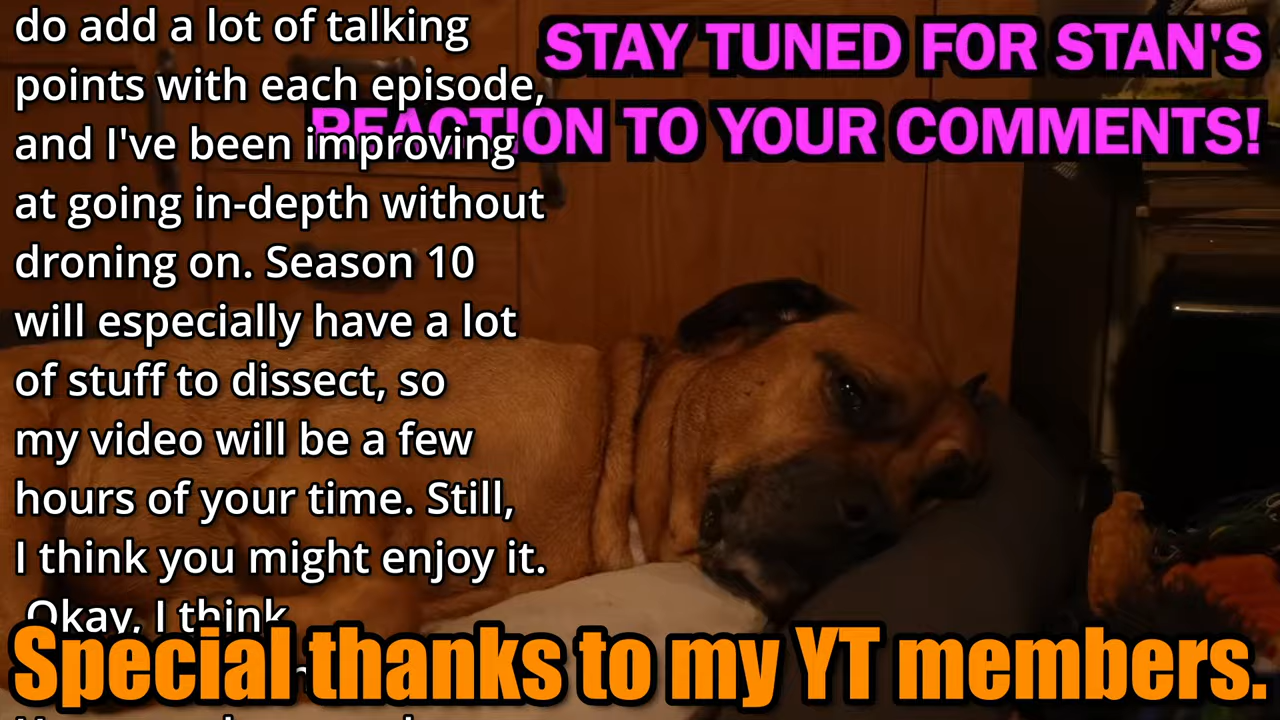 do add a lot of talking
points with each episode,
and I've been improving
at going in-depth without
droning on. Season 10
will especially have a lot
of stuff to dissect, so
my video will be a few
hours of your time. Still,
I think you might enjoy it.
Okay, I think
STAY TUNED FOR STAN'S
REACTION TO YOUR COMMENTS!
Special thanks to my YT members.